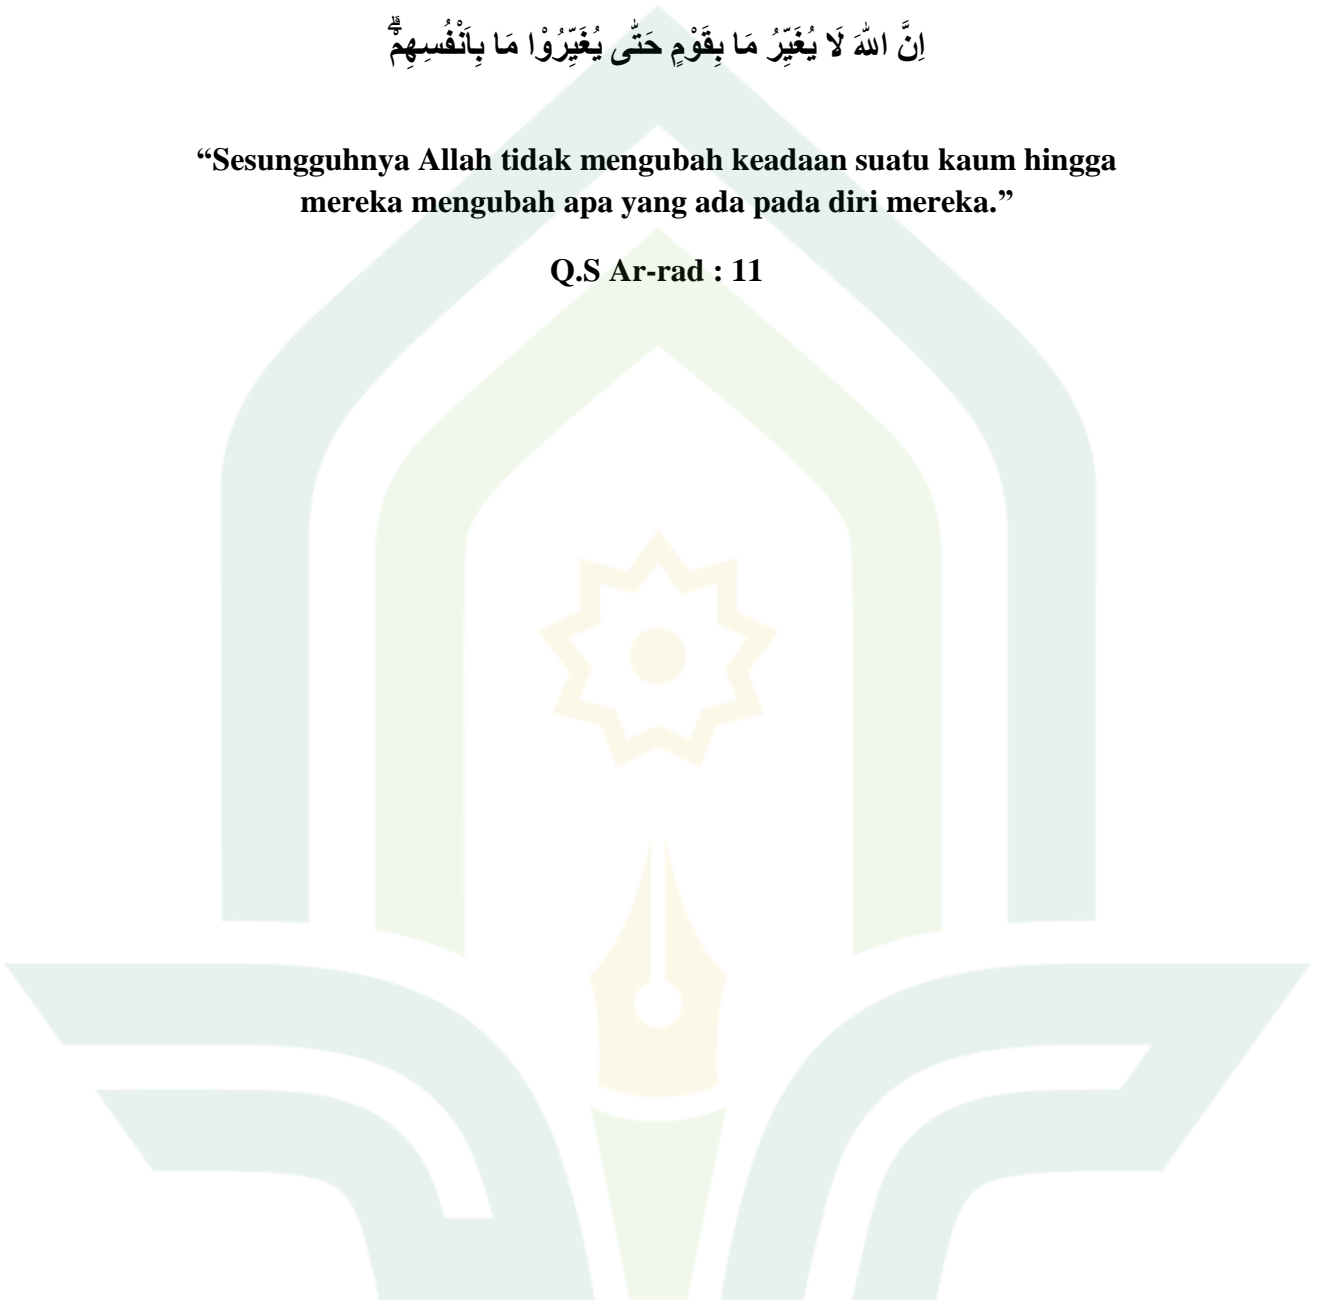 اِنَّ اللهَ لَا يُغَيِّرُ مَا بِقَوْمٍ حَتّٰى يُغَيِّرُوْا مَا بِاَنْفُسِهِمْۗ
“Sesungguhnya Allah tidak mengubah keadaan suatu kaum hingga
mereka mengubah apa yang ada pada diri mereka.”
Q.S Ar-rad : 11